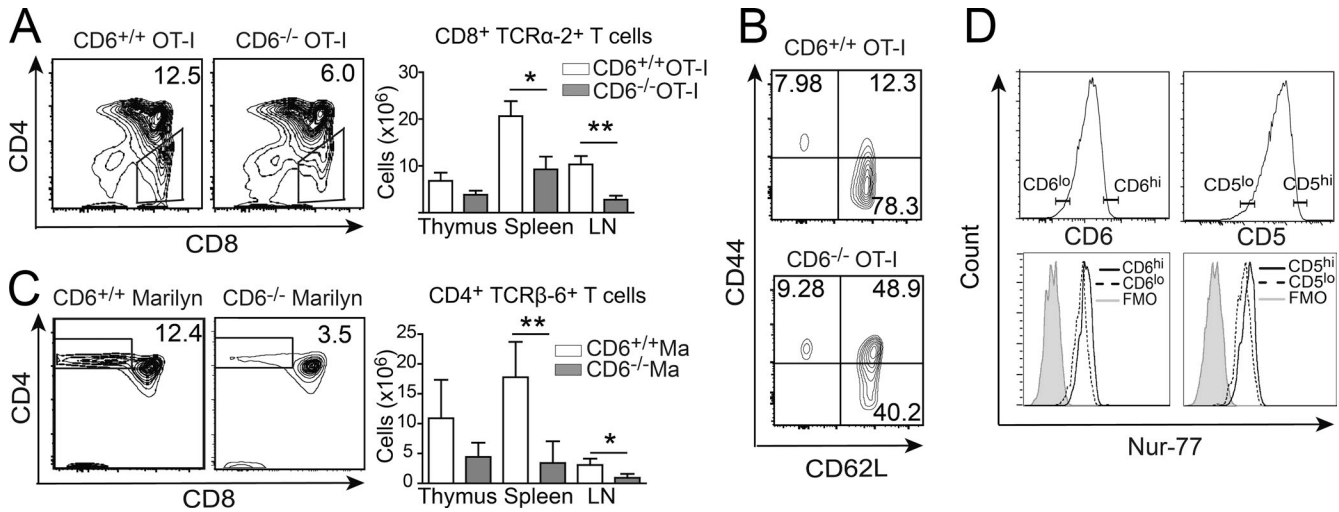 A
CD6+/+ OT-I
CD6-/- OT-I
12.5
6.0
CD4
CD8
CD8+ TCRα-2+ T cells
CD6+/+OT-I
CD6-/-OT-I
Cells (x10⁶)
30
20
10
0
*
**
Thymus Spleen LN
B
CD6+/+ OT-I
7.98
12.3
78.3
CD6-/- OT-I
9.28
48.9
40.2
CD44
CD62L
C
CD6+/+ Marilyn
CD6-/- Marilyn
12.4
3.5
CD4
CD8
CD4+ TCRβ-6+ T cells
CD6+/+Ma
CD6-/-Ma
Cells (x10⁶)
25
20
15
10
5
0
**
*
Thymus Spleen LN
D
CD6lo
CD6hi
CD6
CD5lo
CD5hi
CD5
Count
CD6hi
CD6lo
FMO
CD5hi
CD5lo
FMO
Nur-77